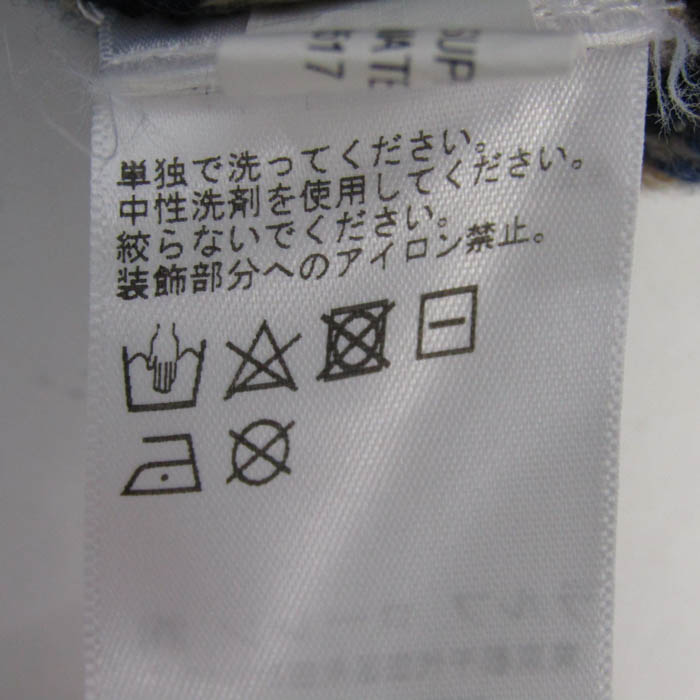 単独で洗ってください。
中性洗剤を使用してください。
絞らないでください。
装飾部分へのアイロン禁止。
SUP
617